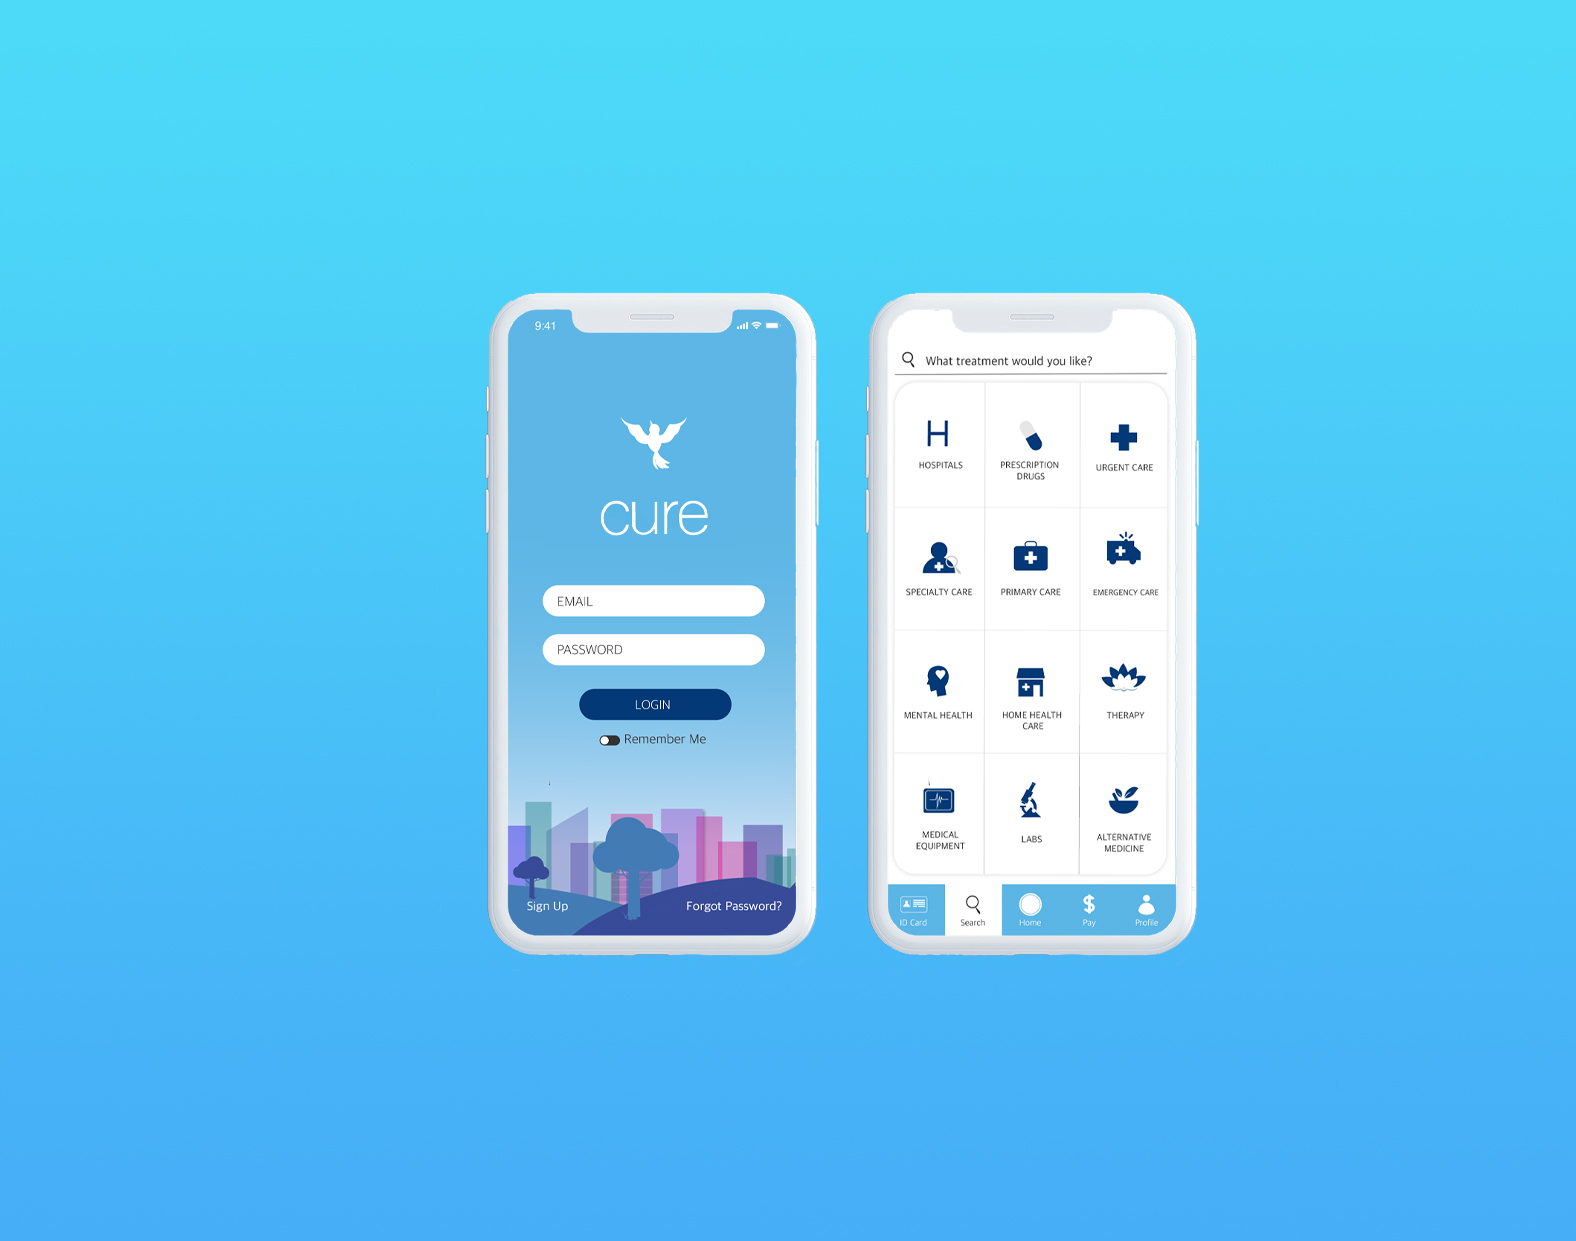 9:41
cure
EMAIL
PASSWORD
LOGIN
Remember Me
Sign Up
Forgot Password?
What treatment would you like?
H
HOSPITALS
PRESCRIPTION
DRUGS
URGENT CARE
SPECIALTY CARE
PRIMARY CARE
EMERGENCY CARE
MENTAL HEALTH
HOME HEALTH
CARE
THERAPY
MEDICAL
EQUIPMENT
LABS
ALTERNATIVE
MEDICINE
ID Card
Search
Home
$
Pay
Profile